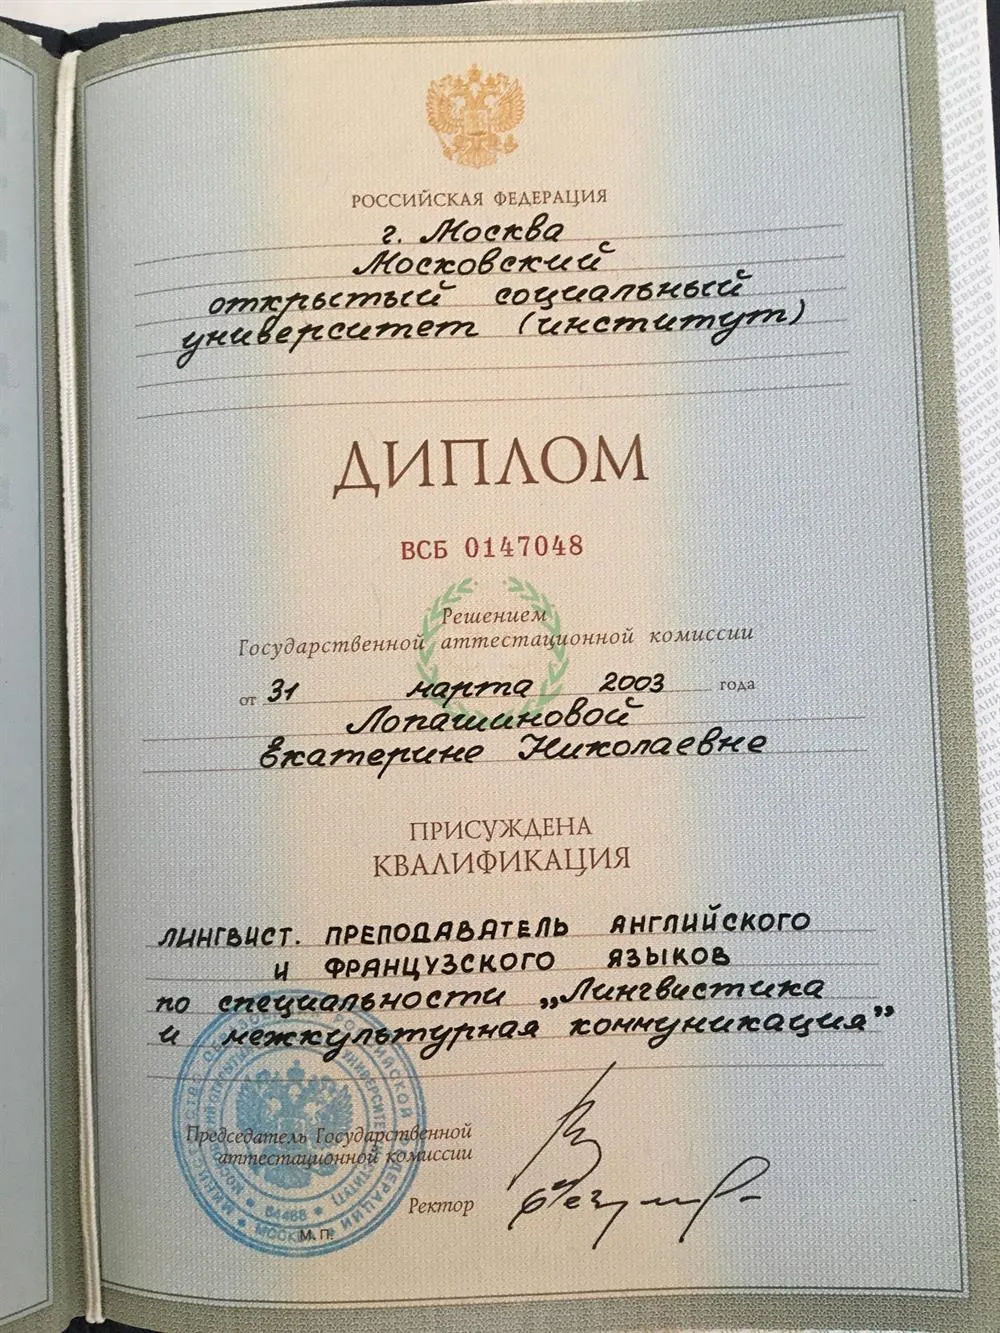 РОССИЙСКАЯ ФЕДЕРАЦИЯ
г. Москва
Московский
открытый социальный
университет (институт)
ДИПЛОМ
ВСБ 0147048
Решением
Государственной аттестационной комиссии
от 31 марта 2003 года
Лопашиновой
Екатерине Николаевне
ПРИСУЖДЕНА
КВАЛИФИКАЦИЯ
ЛИНГВИСТ. ПРЕПОДАВАТЕЛЬ АНГЛИЙСКОГО
И ФРАНЦУЗСКОГО ЯЗЫКОВ
по специальности „Лингвистика
и межкультурная коммуникация”
Председатель Государственной
аттестационной комиссии
Ректор
М.П.